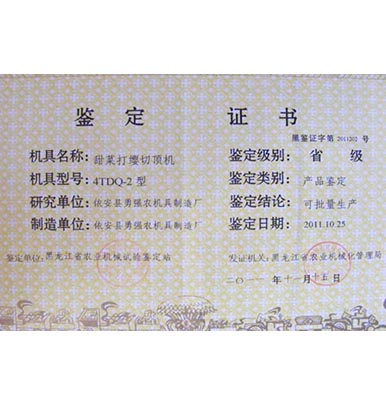 鉴定证书
黑鉴证字第 2011202 号
机具名称： 甜菜打缨切顶机
鉴定级别： 省级
机具型号： 4TDQ-2 型
鉴定类别： 产品鉴定
研究单位： 依安县勇强农机具制造厂
鉴定结论： 可批量生产
制造单位： 依安县勇强农机具制造厂
鉴定日期： 2011.10.25
鉴定单位：黑龙江省农业机械试验鉴定站
发证机关：黑龙江省农业机械化管理局
二〇一一年十一月十五日